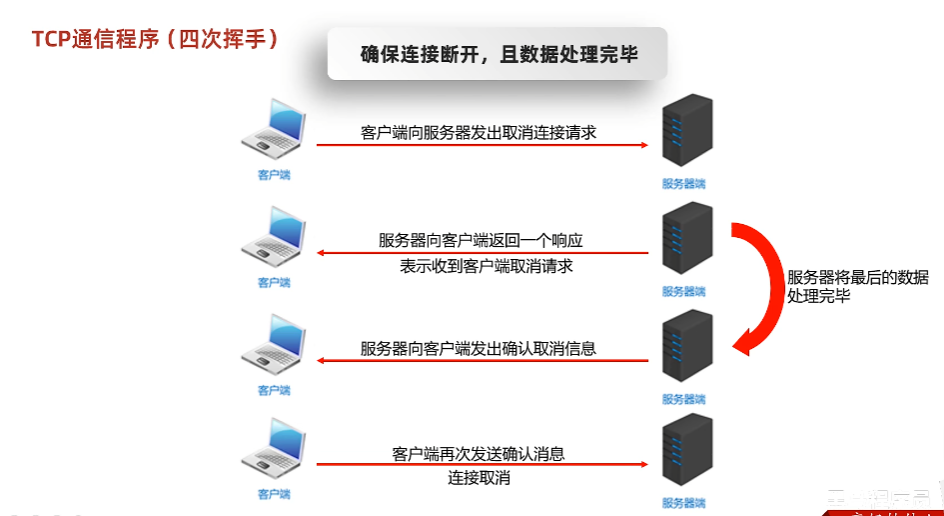 TCP通信程序（四次挥手）
确保连接断开，且数据处理完毕
客户端向服务器发出取消连接请求
客户端
服务器端
服务器向客户端返回一个响应
表示收到客户端取消请求
客户端
服务器端
服务器将最后的数据
处理完毕
服务器向客户端发出确认取消信息
客户端
服务器端
客户端再次发送确认消息
连接取消
客户端
服务器端